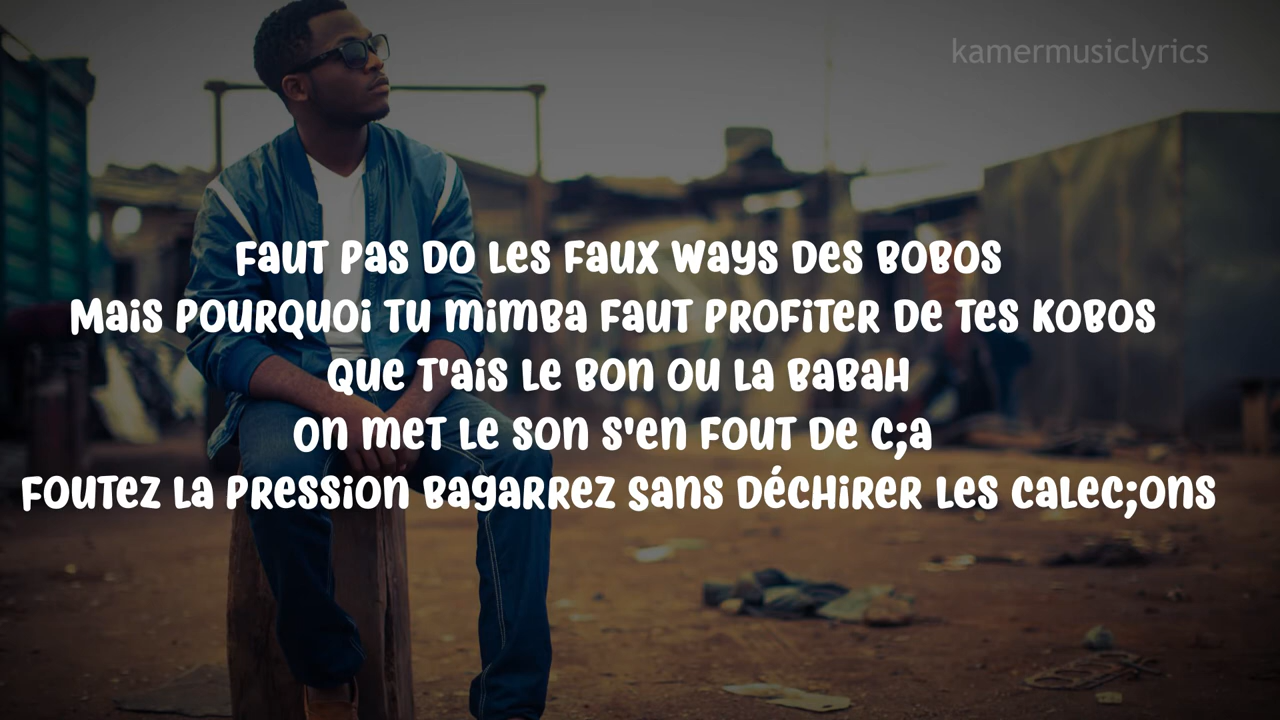 kamermusiclyrics
Faut pas do les faux ways des bobos
Mais pourquoi tu mimba faut profiter de tes kobos
Que t'ais le bon ou la babah
On met le son s'en fout de c;a
Foutez la pression bagarrez sans déchirer les calec;ons